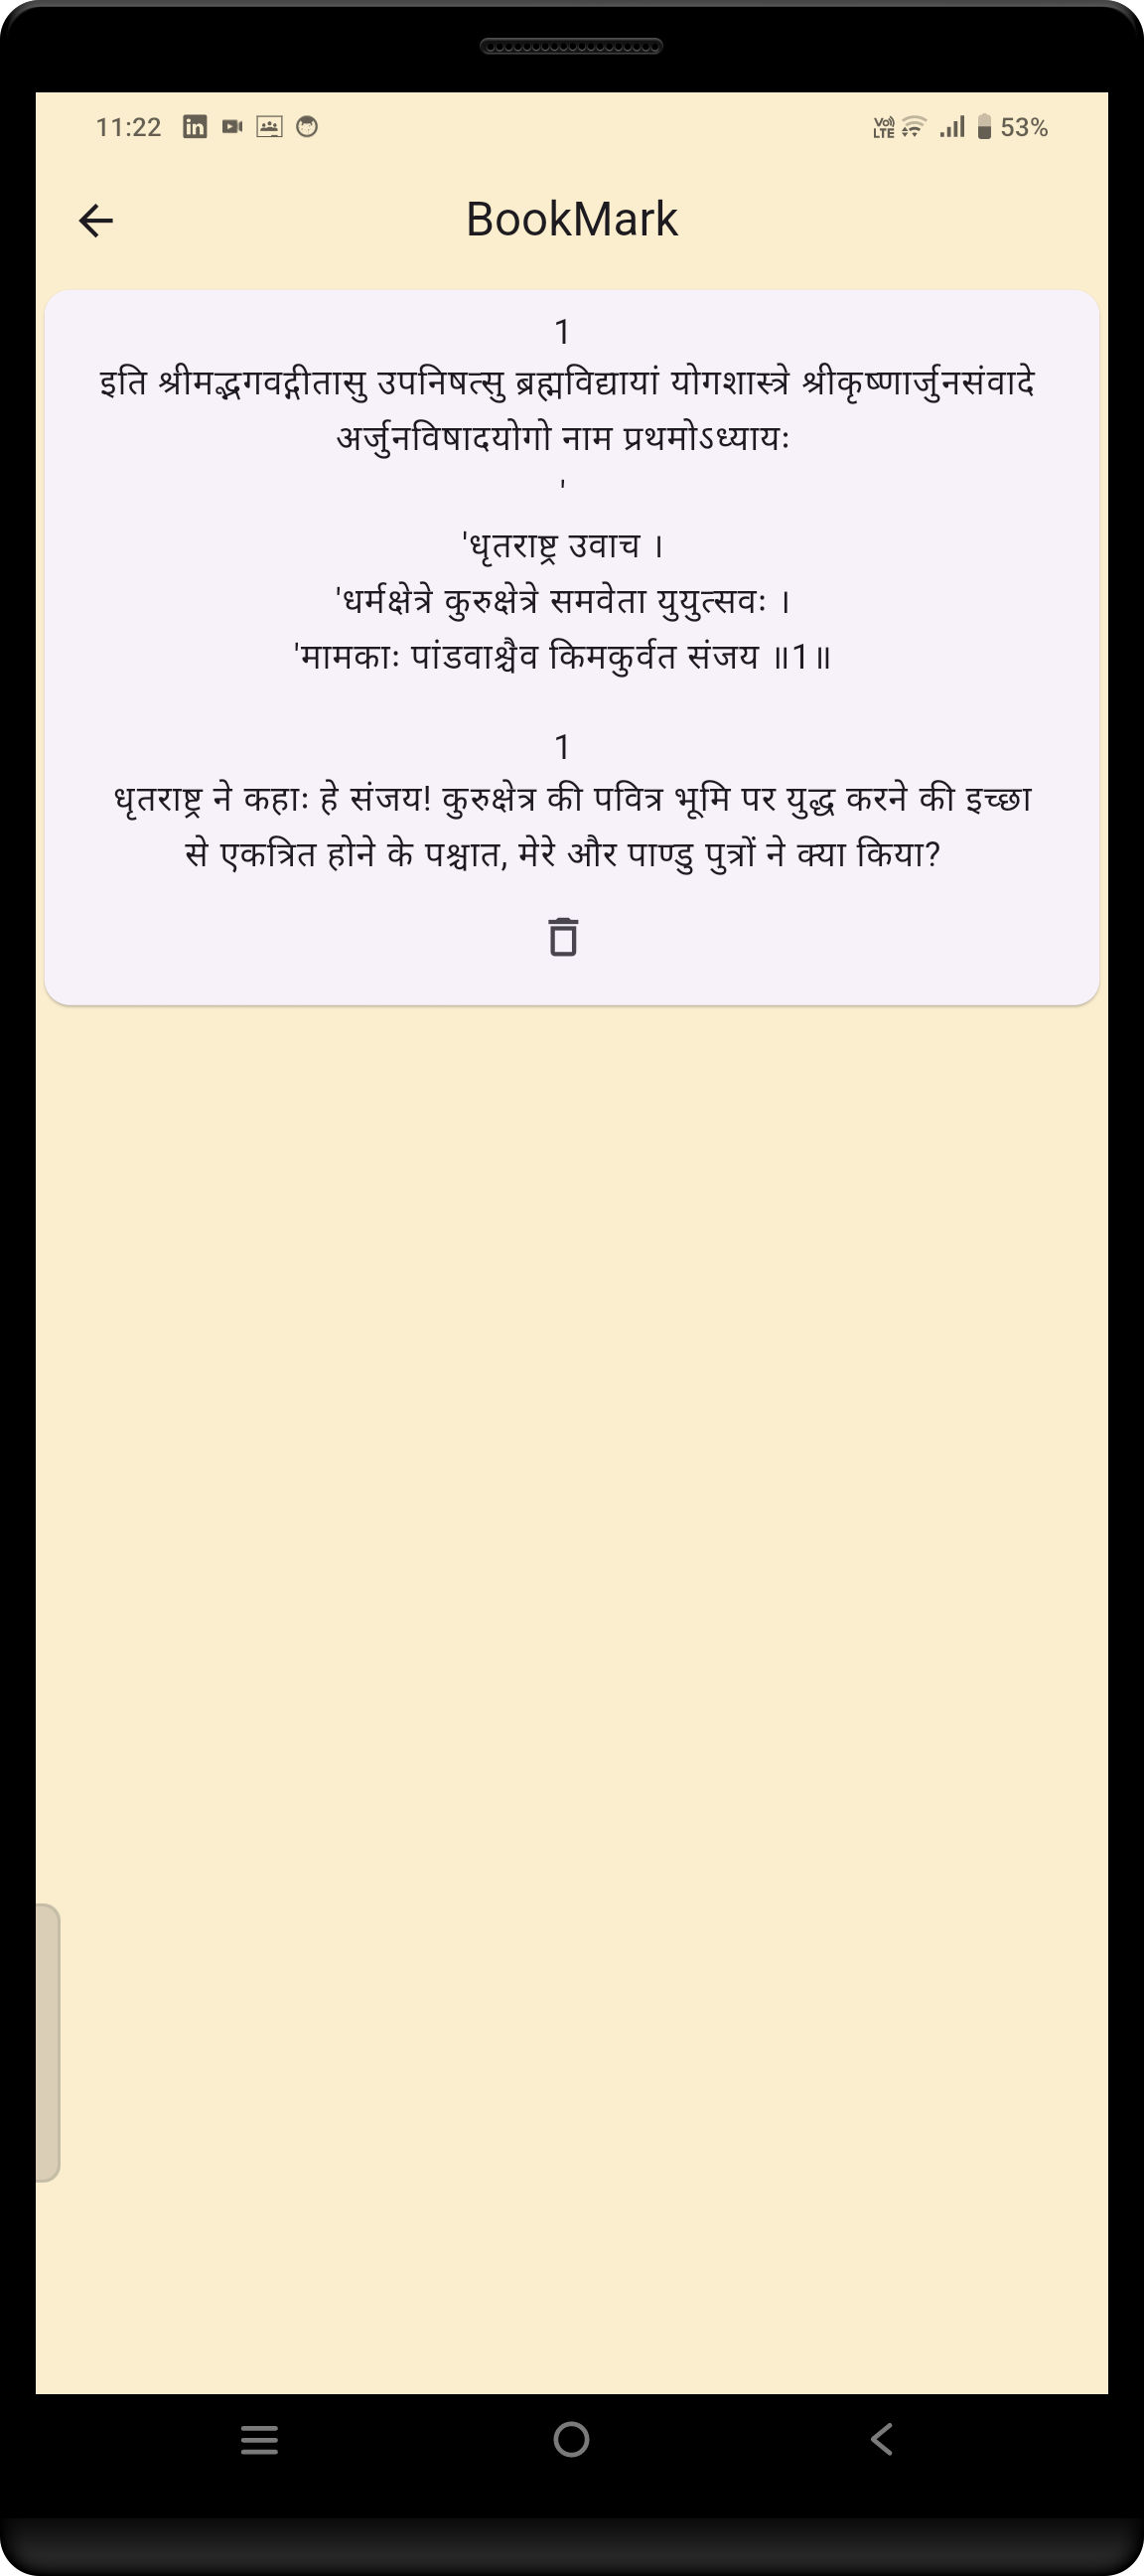 11:22 in VoLTE 53%
BookMark
1
इति श्रीमद्भगवद्गीतासु उपनिषत्सु ब्रह्मविद्यायां योगशास्त्रे श्रीकृष्णार्जुनसंवादे
अर्जुनविषादयोगो नाम प्रथमोऽध्यायः
'
'धृतराष्ट्र उवाच ।
'धर्मक्षेत्रे कुरुक्षेत्रे समवेता युयुत्सवः ।
'मामकाः पांडवाश्चैव किमकुर्वत संजय ॥1॥
1
धृतराष्ट्र ने कहाः हे संजय! कुरुक्षेत्र की पवित्र भूमि पर युद्ध करने की इच्छा
से एकत्रित होने के पश्चात, मेरे और पाण्डु पुत्रों ने क्या किया?